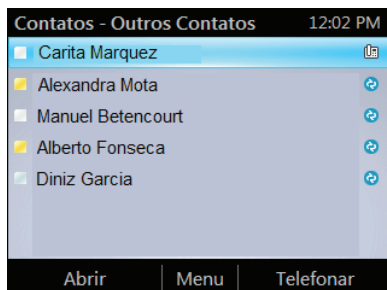 Contatos - Outros Contatos 12:02 PM
Carita Marquez
Alexandra Mota
Manuel Betencourt
Alberto Fonseca
Diniz Garcia
Abrir Menu Telefonar